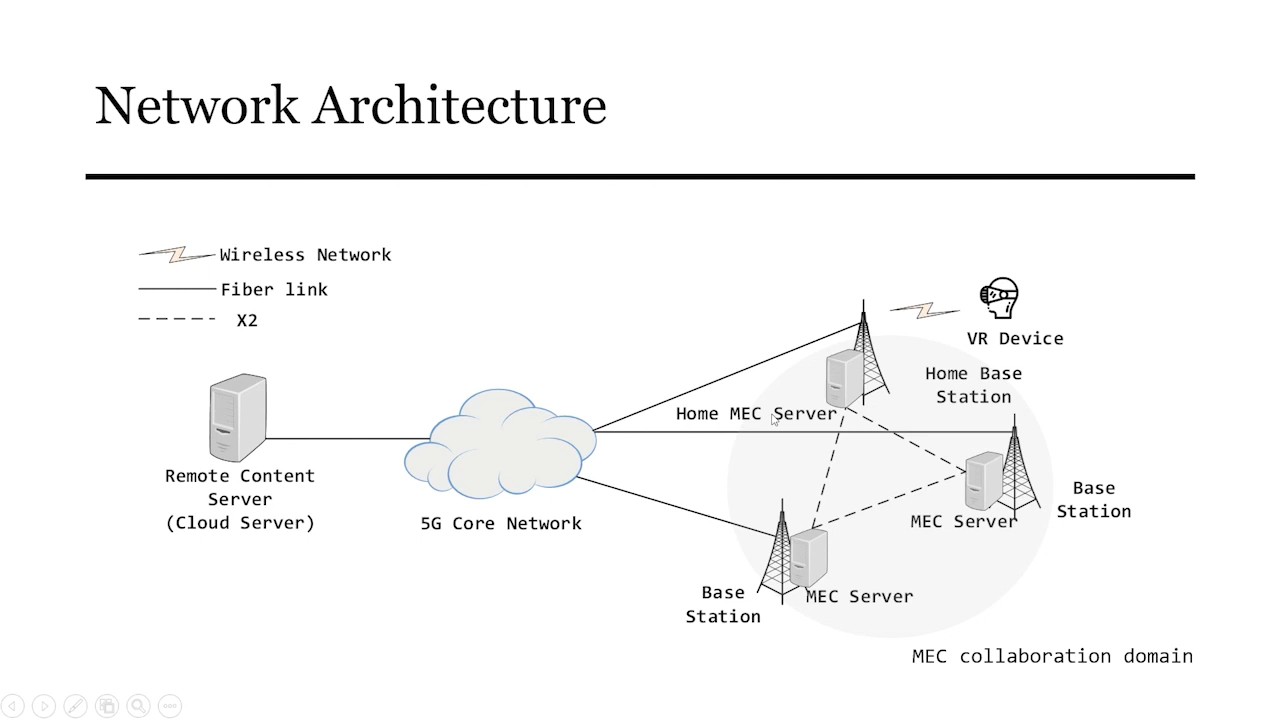 Network Architecture
Wireless Network
Fiber link
X2
VR Device
Home Base
Station
Home MEC Server
Remote Content
Server
(Cloud Server)
5G Core Network
MEC Server
Base
Station
Base
Station
MEC Server
MEC collaboration domain